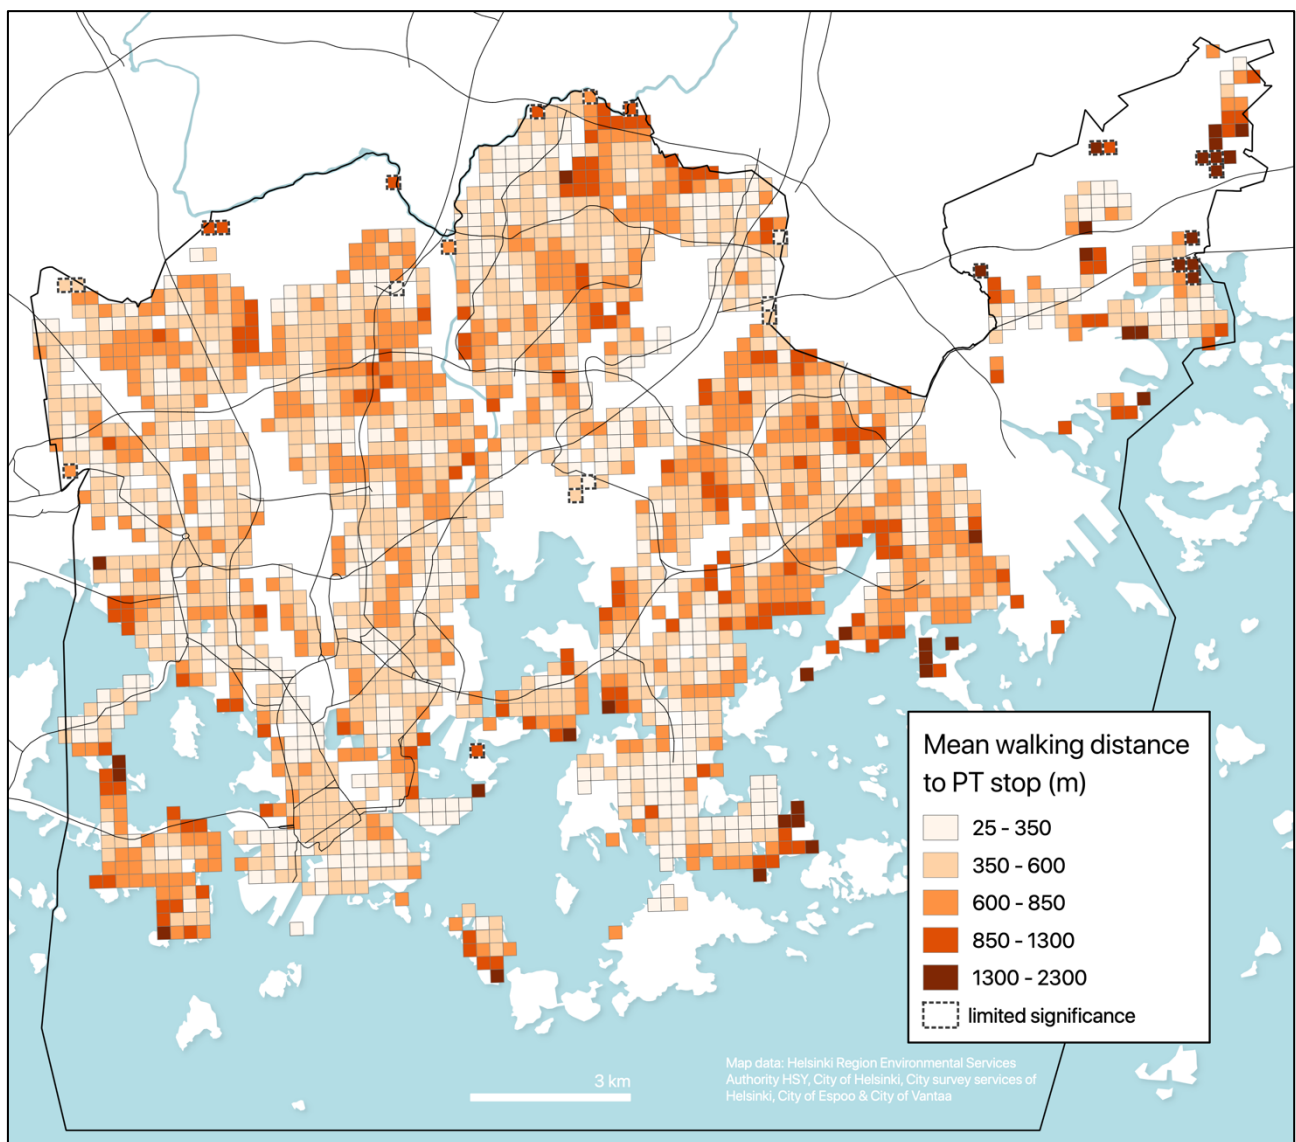 Mean walking distance
to PT stop (m)
25 - 350
350 - 600
600 - 850
850 - 1300
1300 - 2300
limited significance
3 km
Map data: Helsinki Region Environmental Services
Authority HSY, City of Helsinki, City survey services of
Helsinki, City of Espoo & City of Vantaa